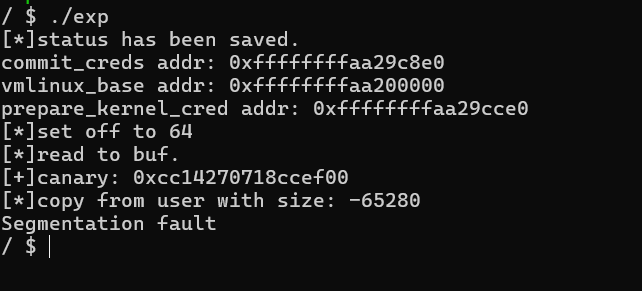 / $ ./exp
[*]status has been saved.
commit_creds addr: 0xffffffffaa29c8e0
vmlinux_base addr: 0xffffffffaa200000
prepare_kernel_cred addr: 0xffffffffaa29cce0
[*]set off to 64
[*]read to buf.
[+]canary: 0xcc14270718ccef00
[*]copy from user with size: -65280
Segmentation fault
/ $